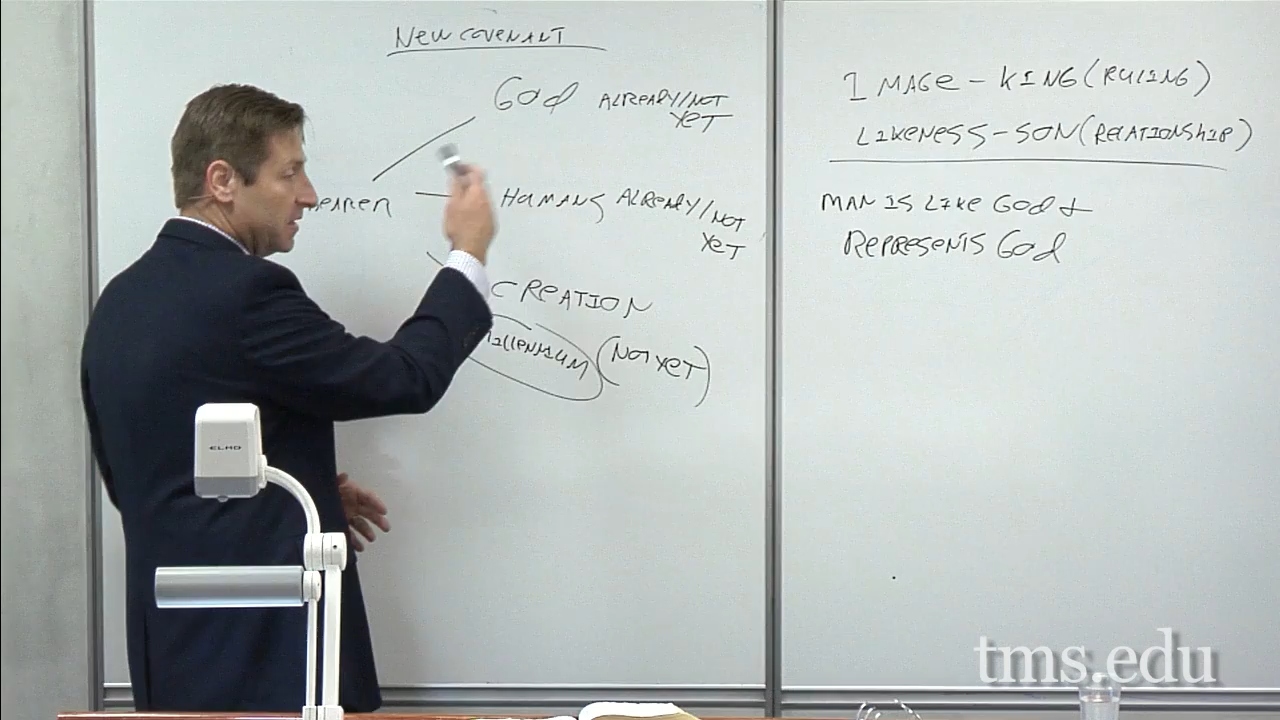 NEW COVENANT
GOD ALREADY/NOT
YET
HUMANS ALREADY/NOT
YET
CREATION
(NOT YET)
IMAGE - KING (RULING)
LIKENESS - SON (RELATIONSHIP)
MAN IS LIKE GOD &
REPRESENTS GOD
ELMO
tms.edu